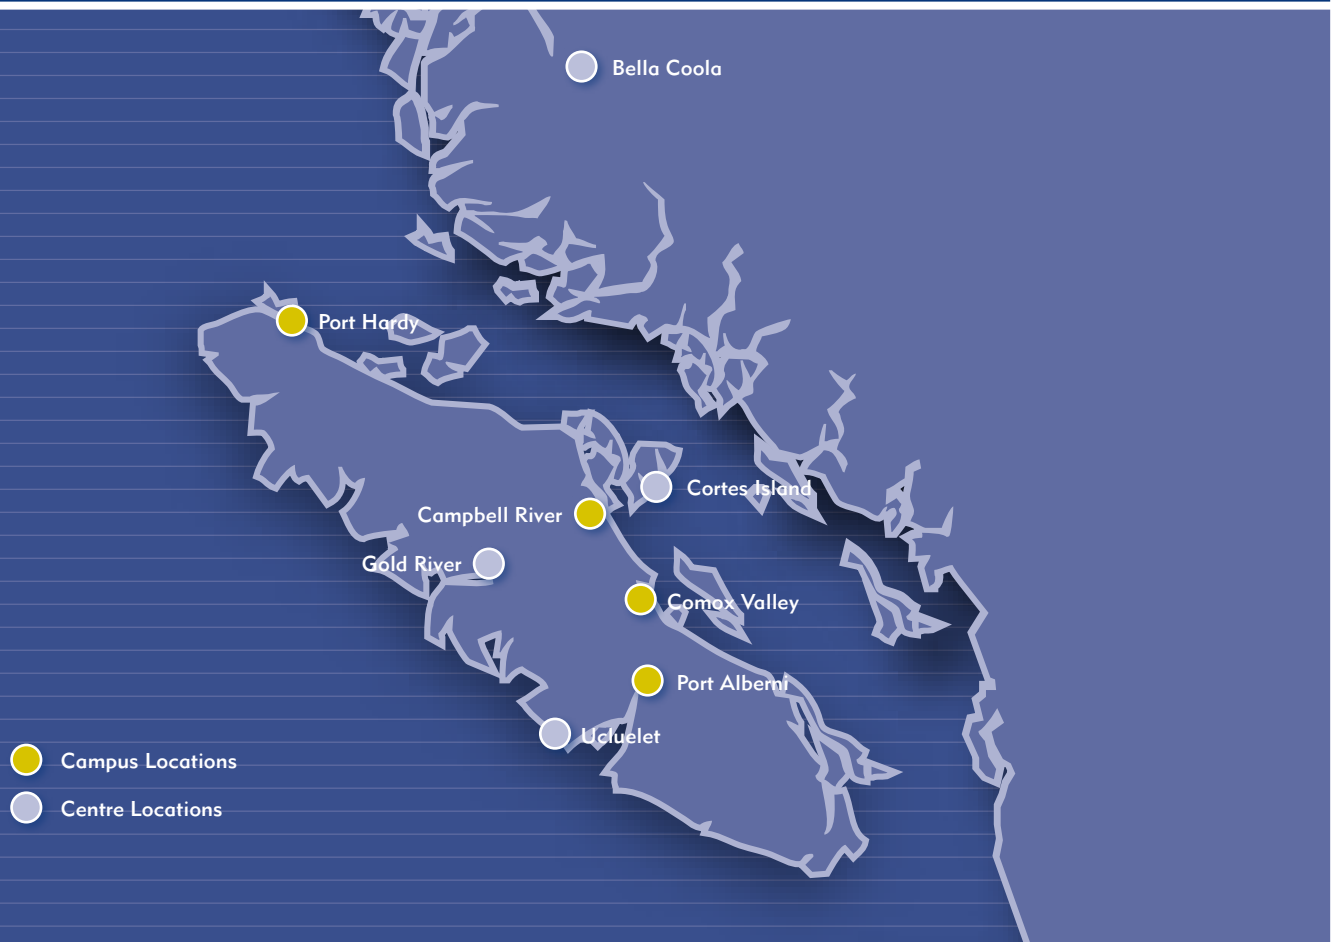 Bella Coola
Port Hardy
Cortes Island
Campbell River
Gold River
Comox Valley
Port Alberni
Ucluelet
Campus Locations
Centre Locations